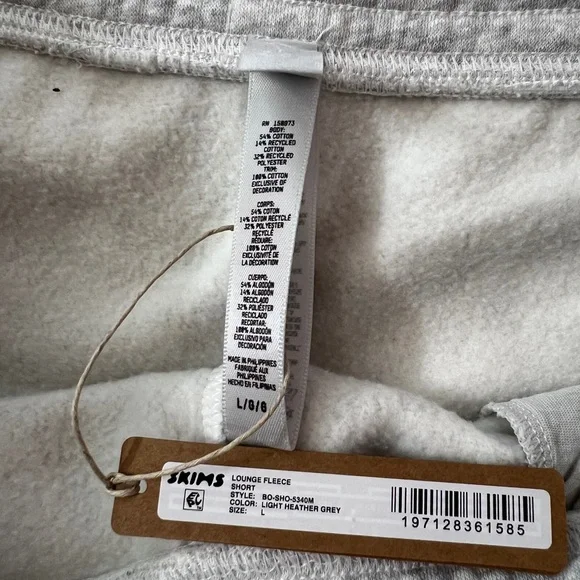 RN 158073
BODY:
54% COTTON
14% RECYCLED
COTTON
32% RECYCLED
POLYESTER
TRIM:
100% COTTON
EXCLUSIVE OF
DECORATION
CORPS:
54% COTON
14% COTON RECYCLÉ
32% POLYESTER
RECYCLÉ
RÉDUIRE:
100% COTON
EXCLUSIVITÉ DE
LA DÉCORATION
CUERPO:
54% ALGODÓN
14% ALGODÓN
RECICLADO
32% POLIÉSTER
RECICLADO
RECORTAR:
100% ALGODÓN
EXCLUSIVO PARA
DECORACIÓN
MADE IN PHILIPPINES
FABRIQUÉ AUX
PHILIPPINES
HECHO EN FILIPINAS
L/G/G
SKIMS
LOUNGE FLEECE
SHORT
STYLE: BO-SHO-5340M
COLOR: LIGHT HEATHER GREY
SIZE: L
197128361585